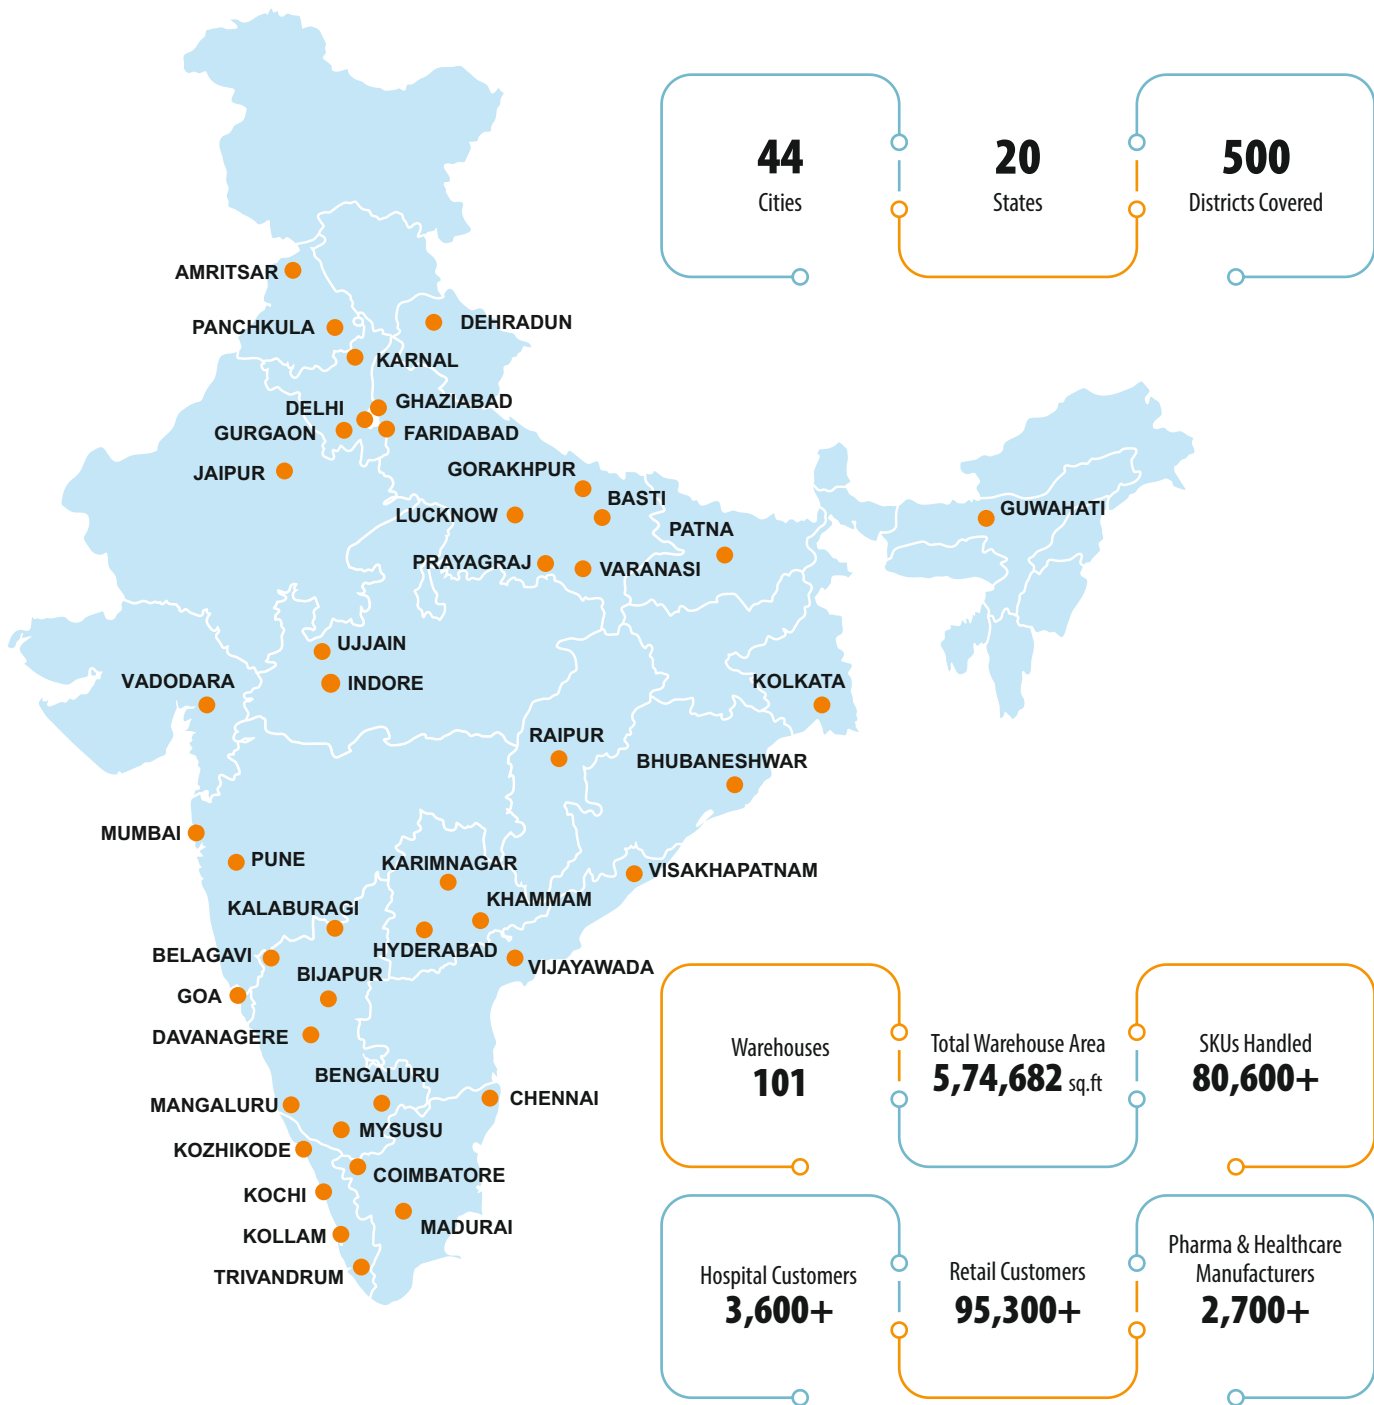 44
Cities
20
States
500
Districts Covered
AMRITSAR
PANCHKULA
DEHRADUN
KARNAL
GHAZIABAD
DELHI
GURGAON
FARIDABAD
JAIPUR
GORAKHPUR
BASTI
LUCKNOW
PATNA
GUWAHATI
PRAYAGRAJ
VARANASI
UJJAIN
INDORE
VADODARA
KOLKATA
RAIPUR
BHUBANESHWAR
MUMBAI
PUNE
KARIMNAGAR
VISAKHAPATNAM
KHAMMAM
KALABURAGI
HYDERABAD
BELAGAVI
VIJAYAWADA
BIJAPUR
GOA
DAVANAGERE
BENGALURU
CHENNAI
MANGALURU
MYSUSU
KOZHIKODE
COIMBATORE
KOCHI
MADURAI
KOLLAM
TRIVANDRUM
Warehouses
101
Total Warehouse Area
5,74,682 sq.ft
SKUs Handled
80,600+
Hospital Customers
3,600+
Retail Customers
95,300+
Pharma & Healthcare
Manufacturers
2,700+